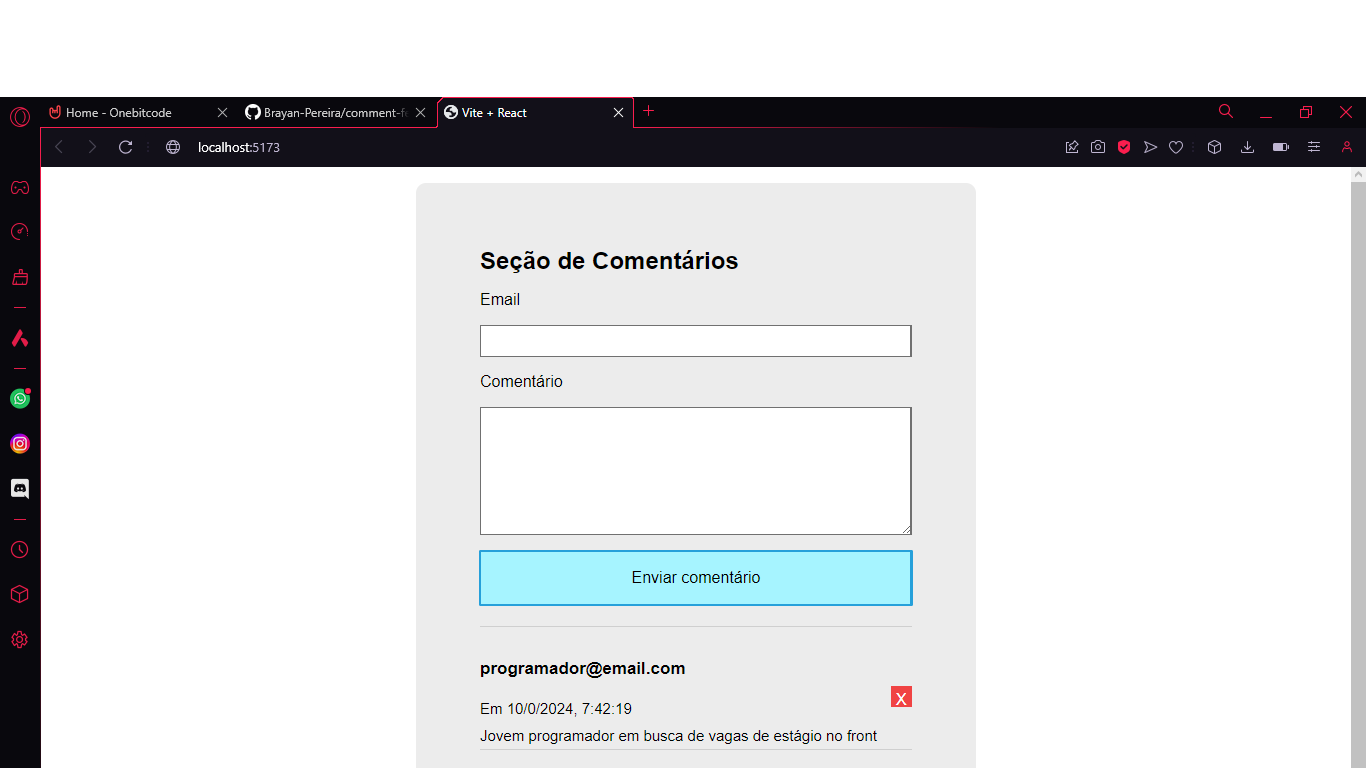 Home - Onebitcode
Brayan-Pereira/comment-fe
Vite + React
localhost:5173
Seção de Comentários
Email
Comentário
Enviar comentário
programador@email.com
X
Em 10/0/2024, 7:42:19
Jovem programador em busca de vagas de estágio no front